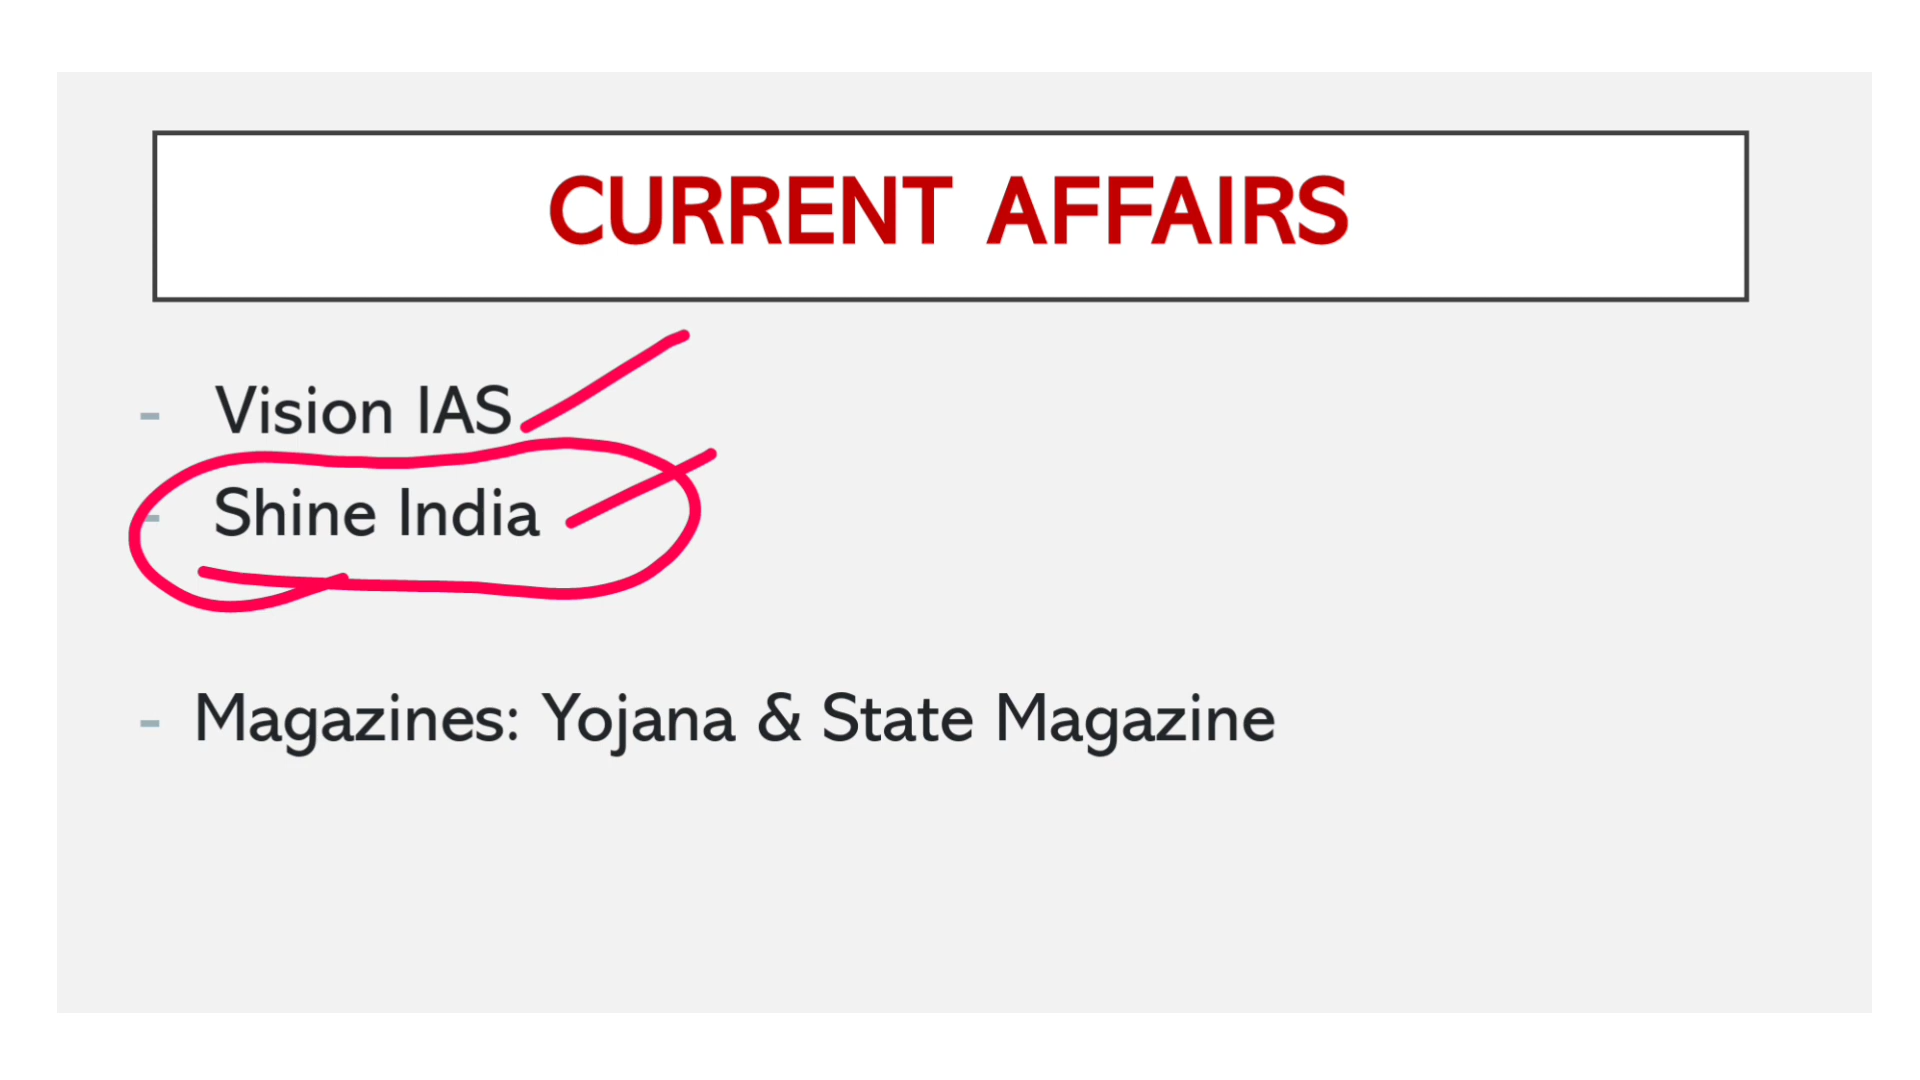 CURRENT AFFAIRS
- Vision IAS
- Shine India
- Magazines: Yojana & State Magazine